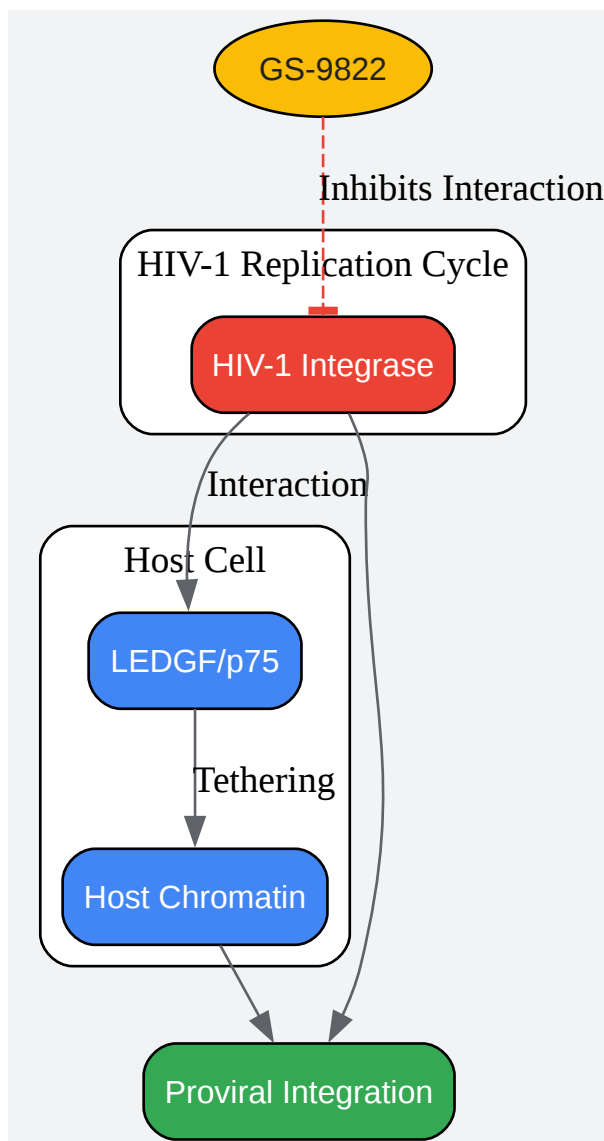 GS-9822
Inhibits Interaction
HIV-1 Replication Cycle
HIV-1 Integrase
Interaction
Host Cell
LEDGF/p75
Tethering
Host Chromatin
Proviral Integration